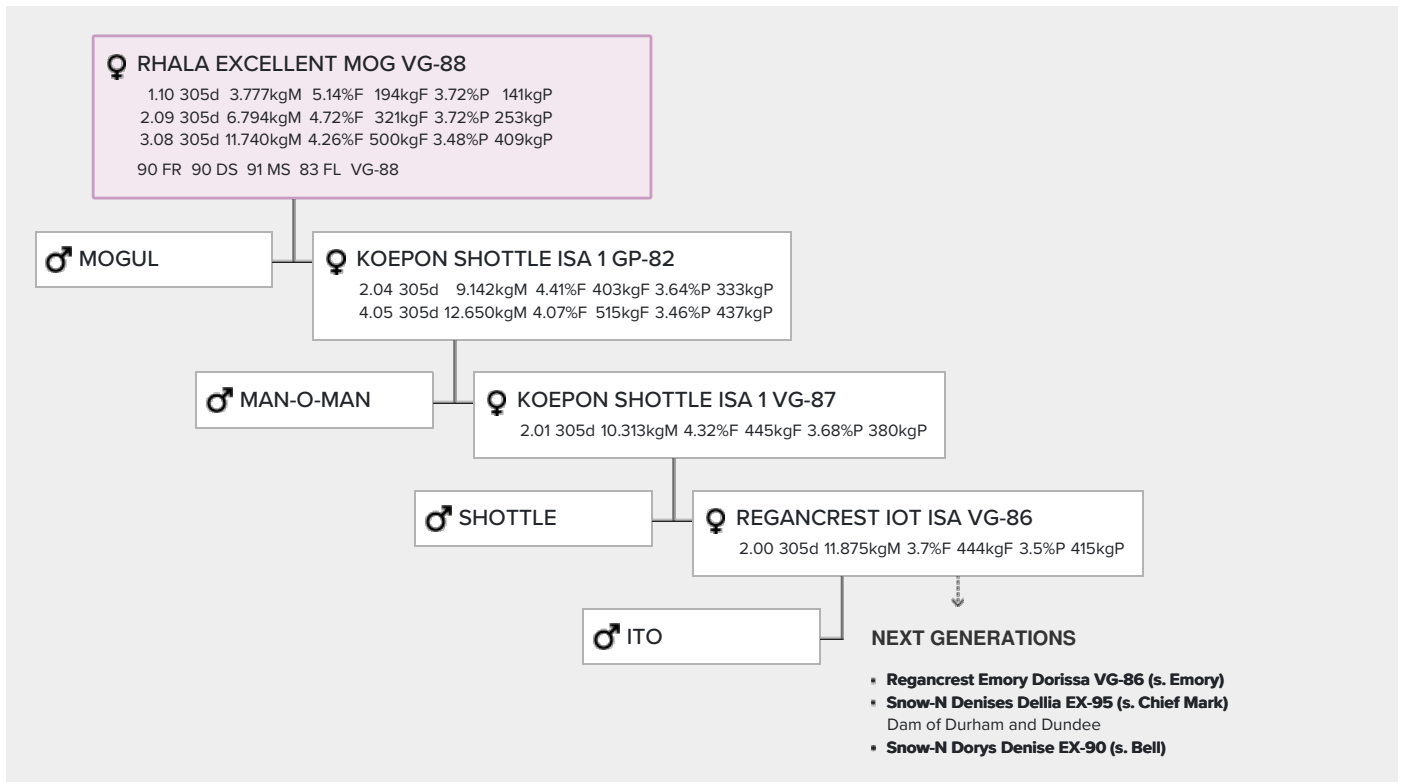 RHALA EXCELLENT MOG VG-88
1.10 305d 3.777kgM 5.14%F 194kgF 3.72%P 141kgP
2.09 305d 6.794kgM 4.72%F 321kgF 3.72%P 253kgP
3.08 305d 11.740kgM 4.26%F 500kgF 3.48%P 409kgP
90 FR 90 DS 91 MS 83 FL VG-88
MOGUL
KOEPON SHOTTLE ISA 1 GP-82
2.04 305d 9.142kgM 4.41%F 403kgF 3.64%P 333kgP
4.05 305d 12.650kgM 4.07%F 515kgF 3.46%P 437kgP
MAN-O-MAN
KOEPON SHOTTLE ISA 1 VG-87
2.01 305d 10.313kgM 4.32%F 445kgF 3.68%P 380kgP
SHOTTLE
REGANCREST IOT ISA VG-86
2.00 305d 11.875kgM 3.7%F 444kgF 3.5%P 415kgP
ITO
NEXT GENERATIONS
Regancrest Emory Dorissa VG-86 (s. Emory)
Snow-N Denises Dellia EX-95 (s. Chief Mark)
Dam of Durham and Dundee
Snow-N Dorys Denise EX-90 (s. Bell)